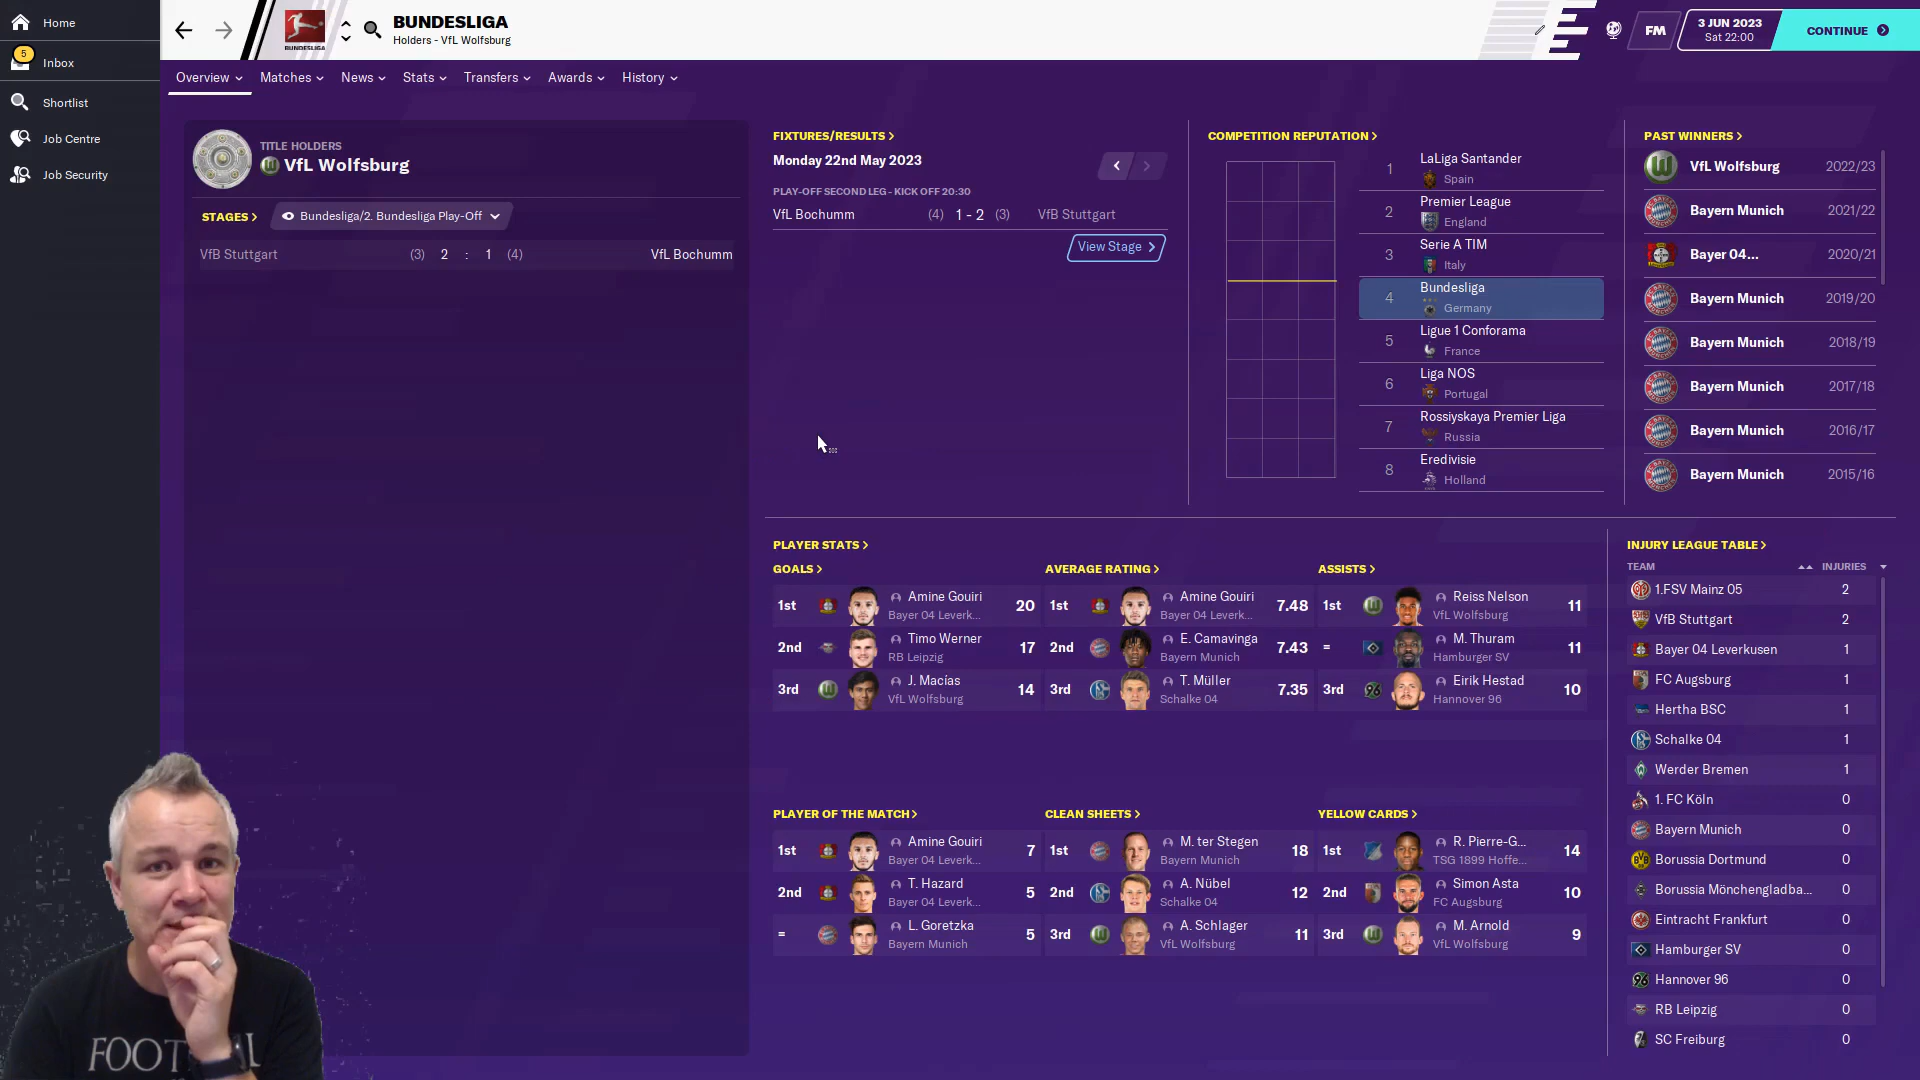 Home
5
Inbox
Shortlist
Job Centre
Job Security
BUNDESLIGA
BUNDESLIGA
Holders - VfL Wolfsburg
FM
3 JUN 2023
Sat 22:00
CONTINUE
Overview
Matches
News
Stats
Transfers
Awards
History
TITLE HOLDERS
VfL Wolfsburg
STAGES
Bundesliga/2. Bundesliga Play-Off
VfB Stuttgart (3) 2 : 1 (4) VfL Bochumm
FIXTURES/RESULTS
Monday 22nd May 2023
PLAY-OFF SECOND LEG - KICK OFF 20:30
VfL Bochumm (4) 1 - 2 (3) VfB Stuttgart
View Stage
COMPETITION REPUTATION
1 LaLiga Santander
Spain
2 Premier League
England
3 Serie A TIM
Italy
4 Bundesliga
Germany
5 Ligue 1 Conforama
France
6 Liga NOS
Portugal
7 Rossiyskaya Premier Liga
Russia
8 Eredivisie
Holland
PAST WINNERS
VfL Wolfsburg 2022/23
Bayern Munich 2021/22
Bayer 04... 2020/21
Bayern Munich 2019/20
Bayern Munich 2018/19
Bayern Munich 2017/18
Bayern Munich 2016/17
Bayern Munich 2015/16
PLAYER STATS
GOALS
1st Amine Gouiri 20
Bayer 04 Leverk...
2nd Timo Werner 17
RB Leipzig
3rd J. Macías 14
VfL Wolfsburg
AVERAGE RATING
1st Amine Gouiri 7.48
Bayer 04 Leverk...
2nd E. Camavinga 7.43
Bayern Munich
3rd T. Müller 7.35
Schalke 04
ASSISTS
1st Reiss Nelson 11
VfL Wolfsburg
= M. Thuram 11
Hamburger SV
3rd Eirik Hestad 10
Hannover 96
PLAYER OF THE MATCH
1st Amine Gouiri 7
Bayer 04 Leverk...
2nd T. Hazard 5
Bayer 04 Leverk...
= L. Goretzka 5
Bayern Munich
CLEAN SHEETS
1st M. ter Stegen 18
Bayern Munich
2nd A. Nübel 12
Schalke 04
3rd A. Schlager 11
VfL Wolfsburg
YELLOW CARDS
1st R. Pierre-G... 14
TSG 1899 Hoffe...
2nd Simon Asta 10
FC Augsburg
3rd M. Arnold 9
VfL Wolfsburg
INJURY LEAGUE TABLE
TEAM INJURIES
1.FSV Mainz 05 2
VfB Stuttgart 2
Bayer 04 Leverkusen 1
FC Augsburg 1
Hertha BSC 1
Schalke 04 1
Werder Bremen 1
1. FC Köln 0
Bayern Munich 0
Borussia Dortmund 0
Borussia Mönchengladba... 0
Eintracht Frankfurt 0
Hamburger SV 0
Hannover 96 0
RB Leipzig 0
SC Freiburg 0